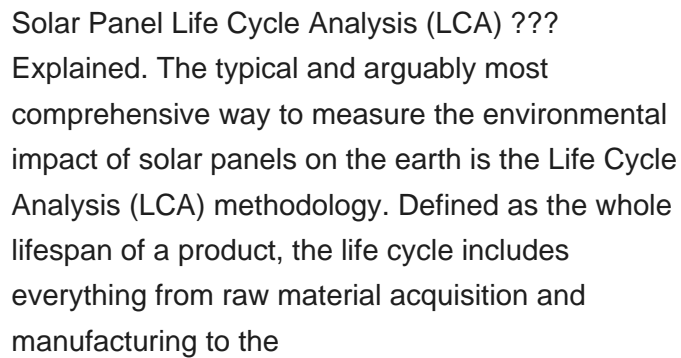 Solar Panel Life Cycle Analysis (LCA) ???
Explained. The typical and arguably most
comprehensive way to measure the environmental
impact of solar panels on the earth is the Life Cycle
Analysis (LCA) methodology. Defined as the whole
lifespan of a product, the life cycle includes
everything from raw material acquisition and
manufacturing to the